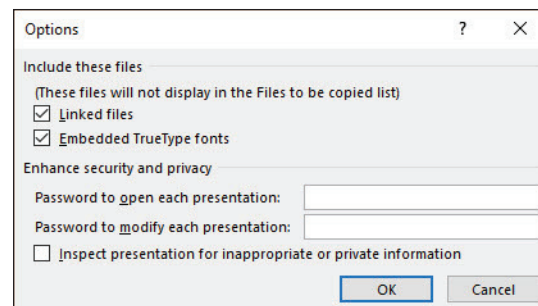 Options ?
Include these files
(These files will not display in the Files to be copied list)
Linked files
Embedded TrueType fonts
Enhance security and privacy
Password to open each presentation:
Password to modify each presentation:
Inspect presentation for inappropriate or private information
OK Cancel